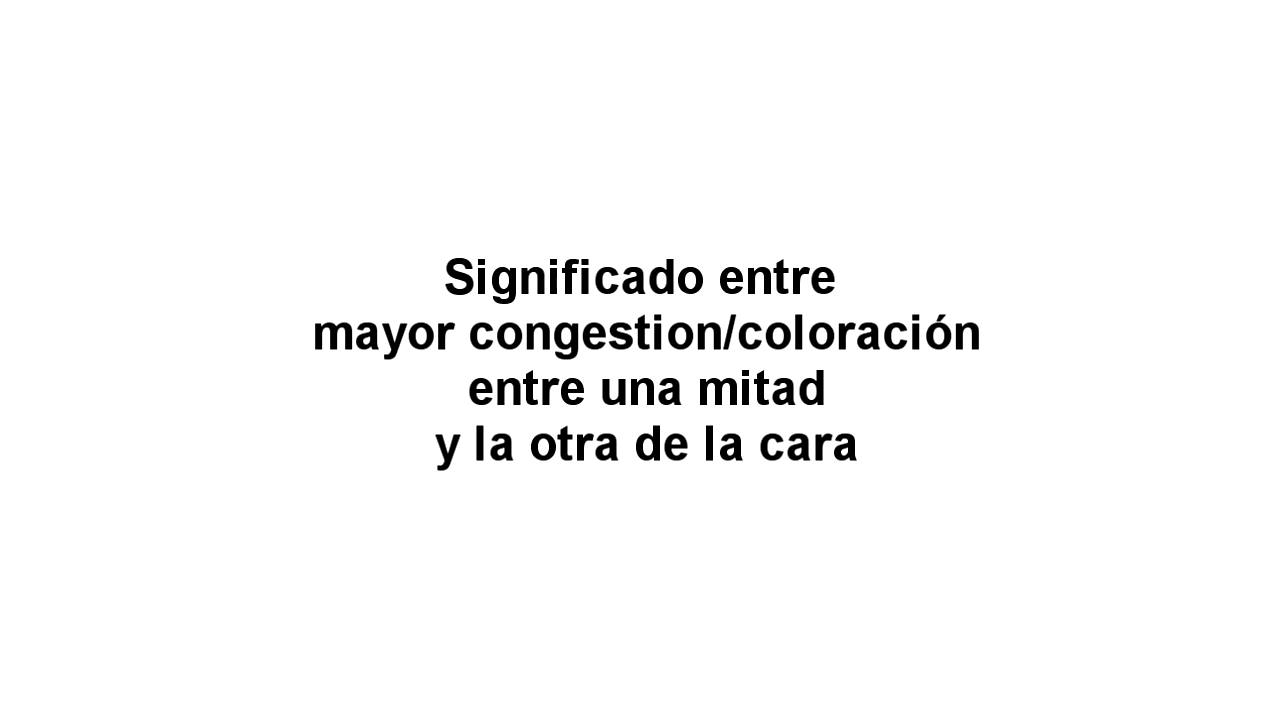 Significado entre
mayor congestion/coloración
entre una mitad
y la otra de la cara